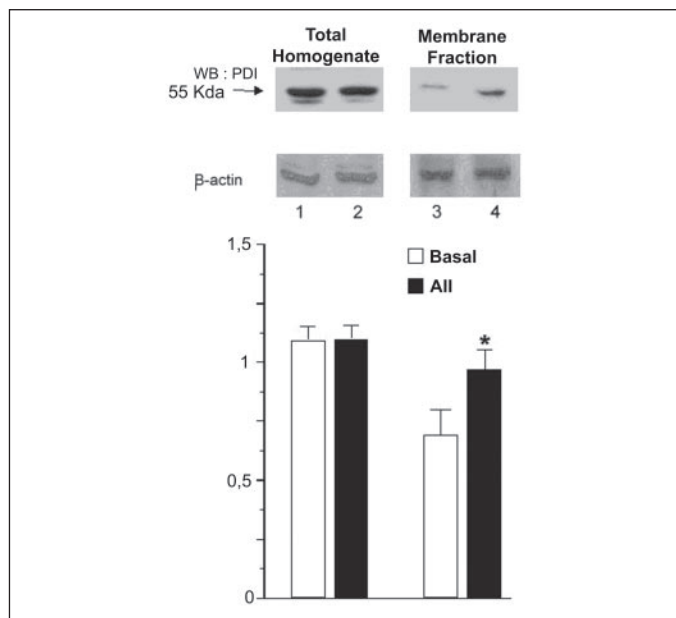 Total
Homogenate
Membrane
Fraction
WB : PDI
55 Kda
β-actin
1 2 3 4
1,5
Basal
AII
*
1
0,5
0